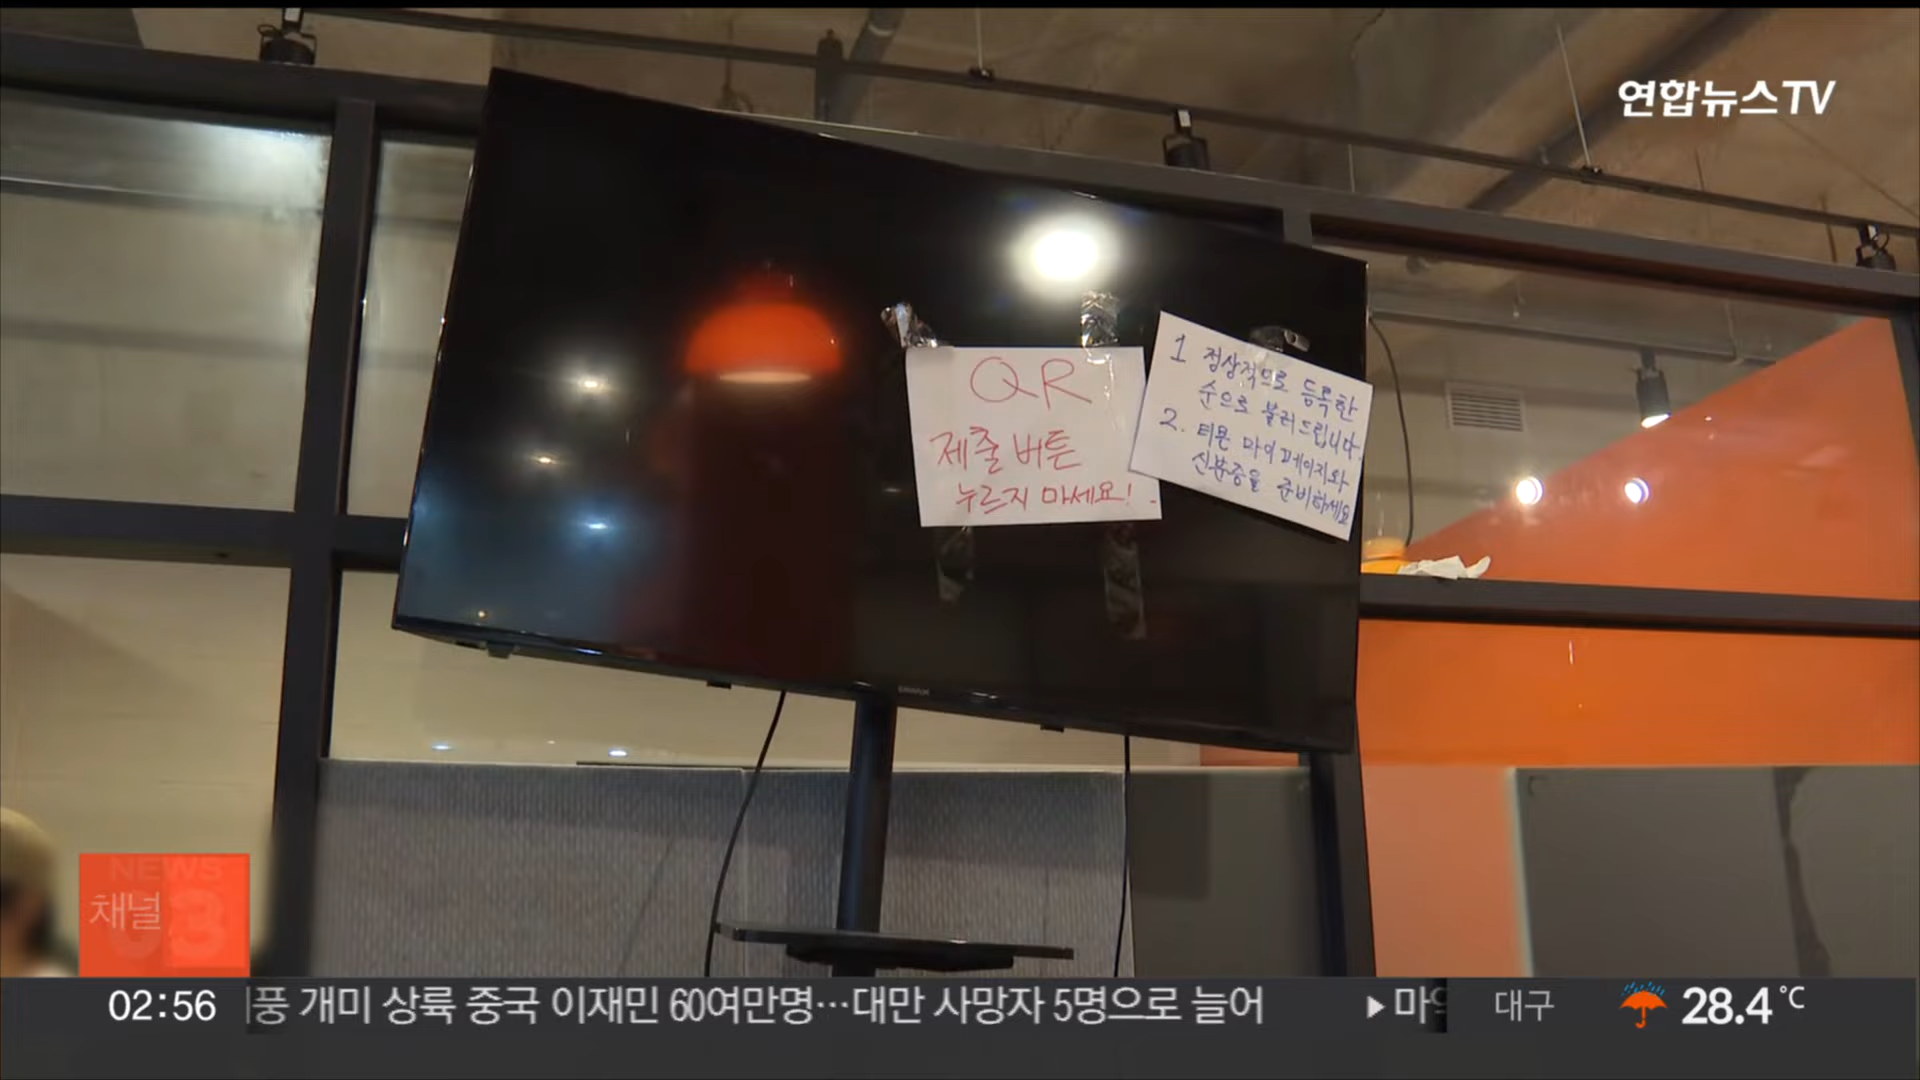 연합뉴스TV
QR
제출버튼
누르지 마세요!
1 정상적으로 등록한
순으로 불러드립니다.
2. 티몬 마이페이지와
신분증을 준비하세요
NEWS
채널 03
02:56
풍 개미 상륙 중국 이재민 60여만명…대만 사망자 5명으로 늘어
▶마약
대구
28.4℃